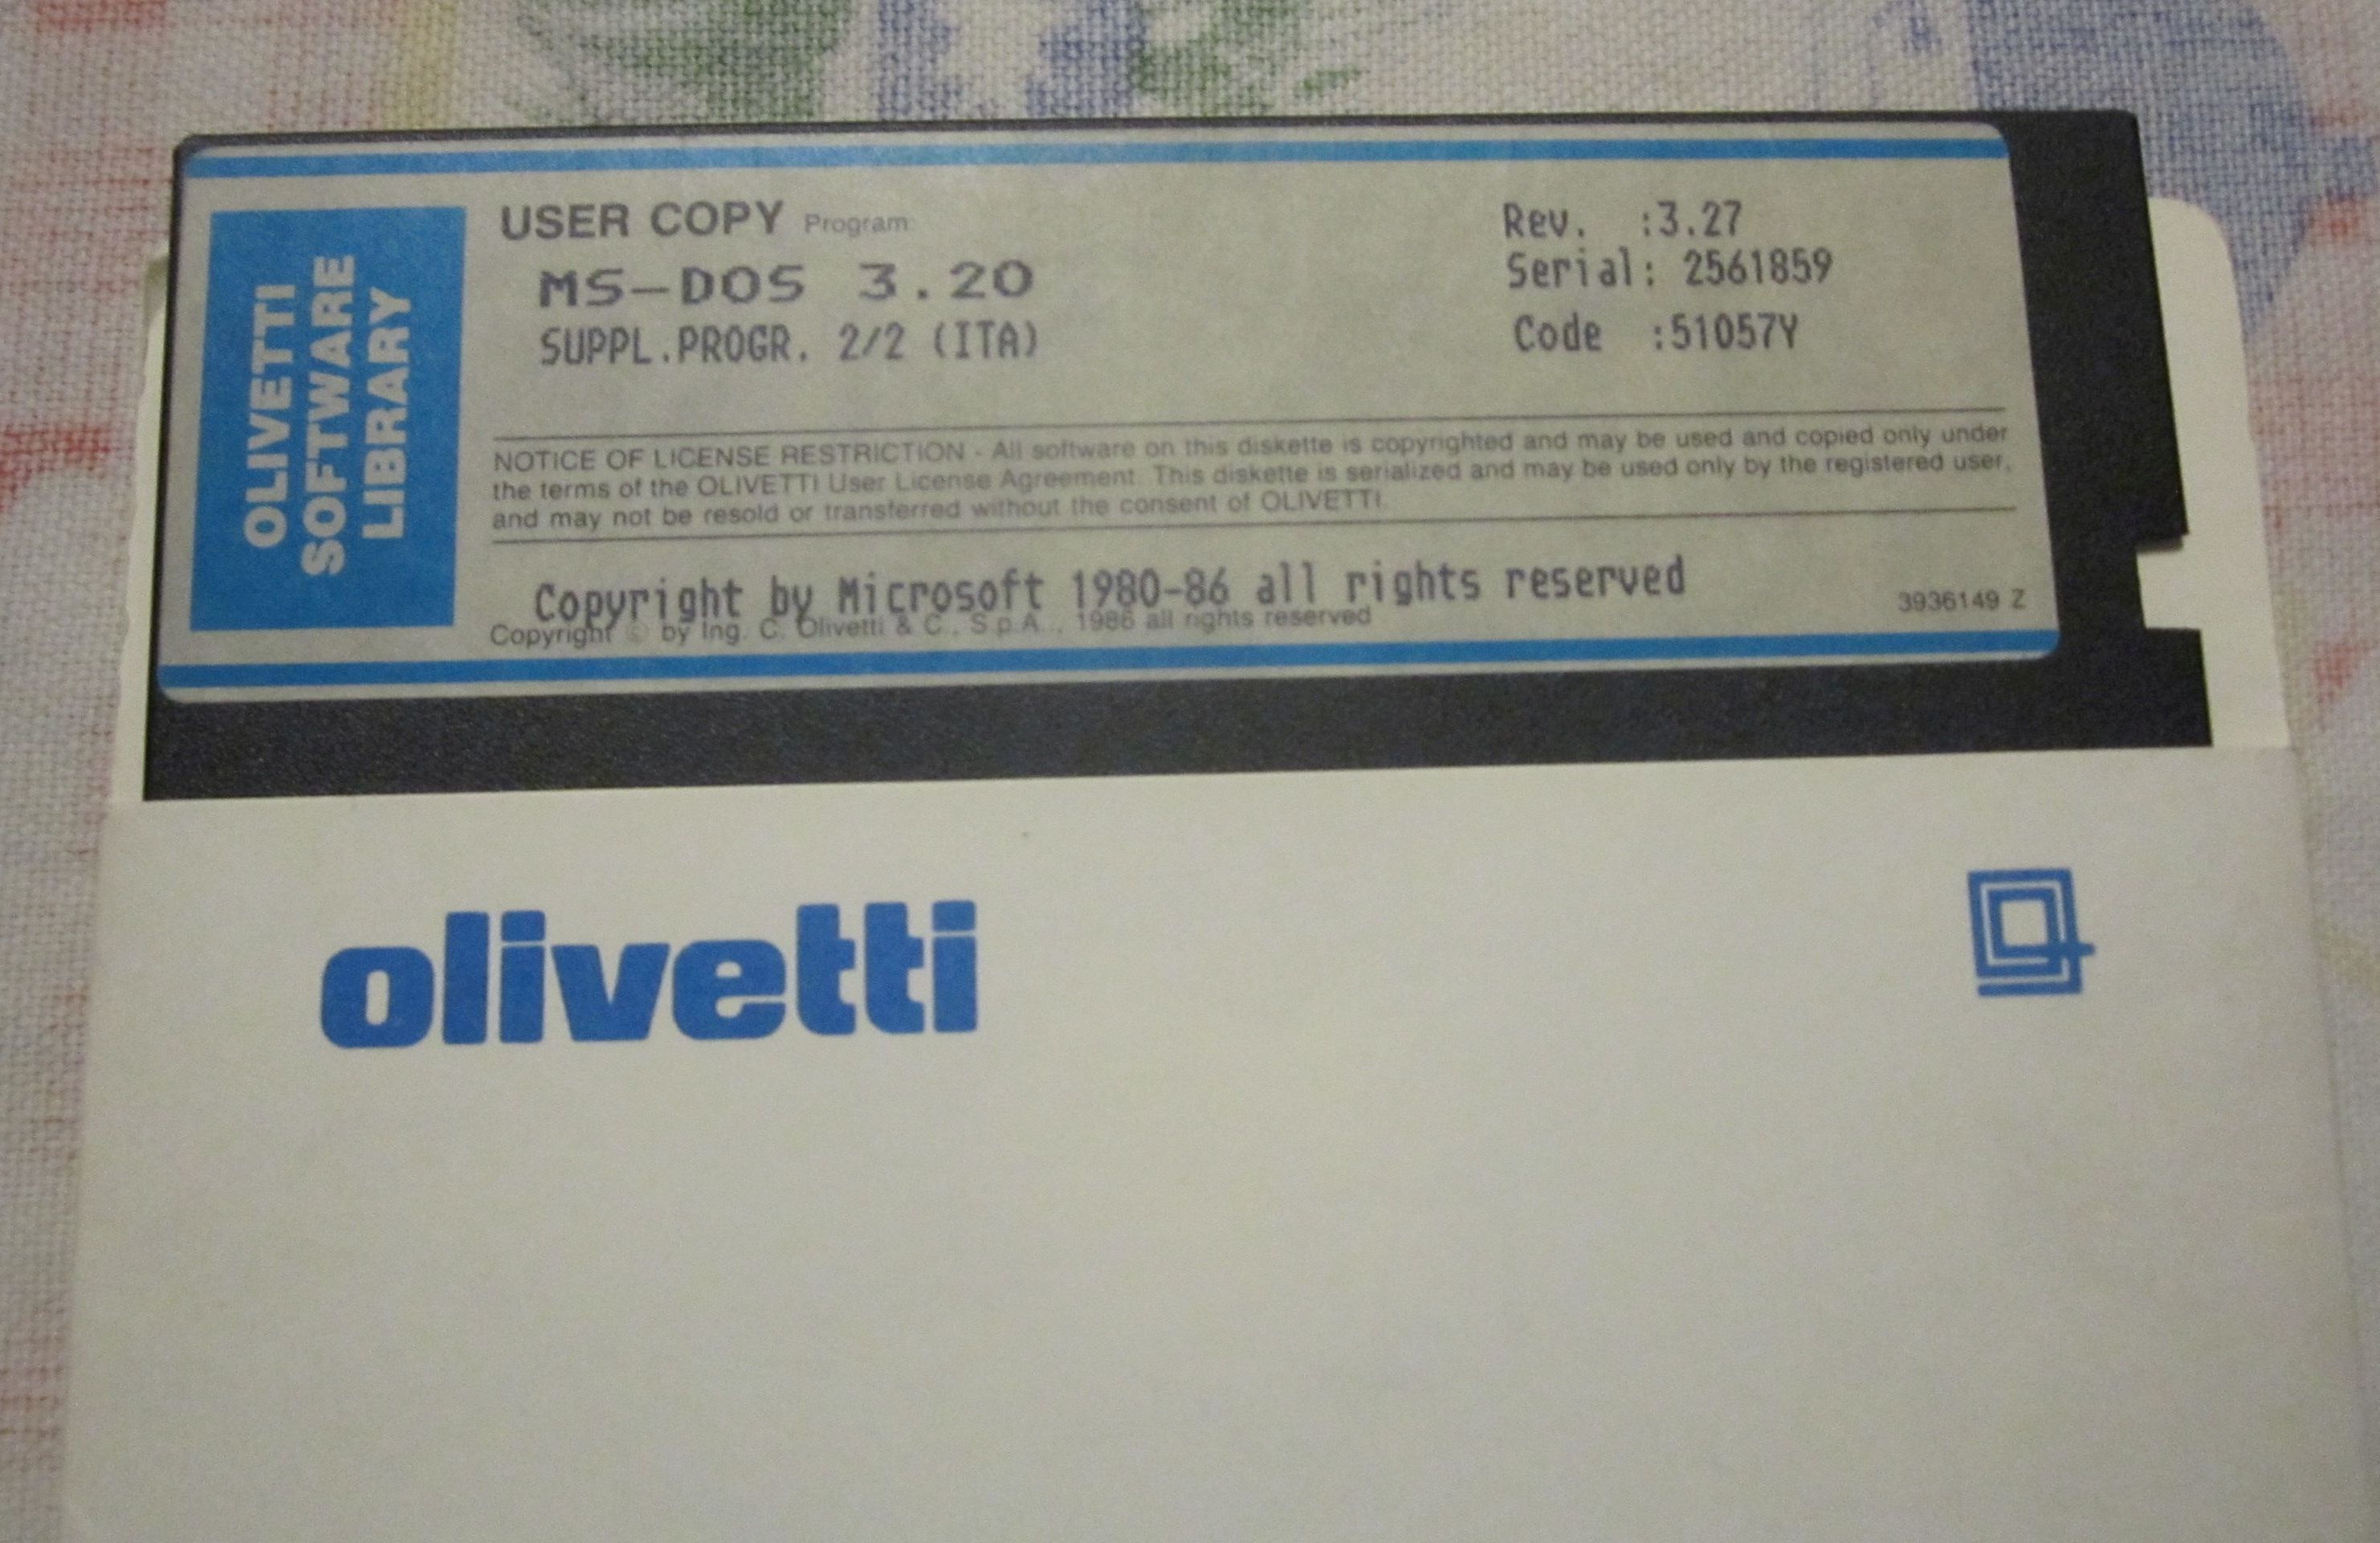 OLIVETTI
SOFTWARE
LIBRARY
USER COPY Program:
MS-DOS 3.20
SUPPL.PROGR. 2/2 (ITA)
Rev. :3.27
Serial: 2561859
Code :51057Y
NOTICE OF LICENSE RESTRICTION - All software on this diskette is copyrighted and may be used and copied only under
the terms of the OLIVETTI User License Agreement. This diskette is serialized and may be used only by the registered user,
and may not be resold or transferred without the consent of OLIVETTI.
Copyright by Microsoft 1980-86 all rights reserved
Copyright © by Ing. C. Olivetti & C., S.p.A., 1986 all rights reserved
3936149 Z
olivetti